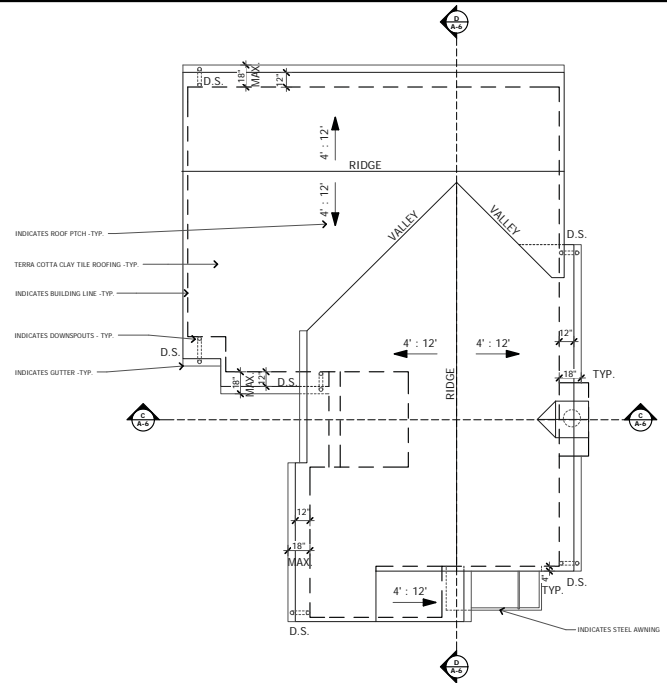 D
A-6
D.S.
18"
MAX.
12"
4' : 12'
RIDGE
4' : 12'
VALLEY
VALLEY
INDICATES ROOF PTCH -TYP.
D.S.
TERRA COTTA CLAY TILE ROOFING -TYP.
INDICATES BUILDING LINE -TYP.
INDICATES DOWNSPOUTS - TYP.
12"
D.S.
4' : 12'
4' : 12'
INDICATES GUTTER -TYP.
18"
MAX.
12"
D.S.
RIDGE
18"
TYP.
C
A-6
C
A-6
12"
18"
MAX.
4"
TYP.
D.S.
4' : 12'
D.S.
INDICATES STEEL AWNING
D
A-6